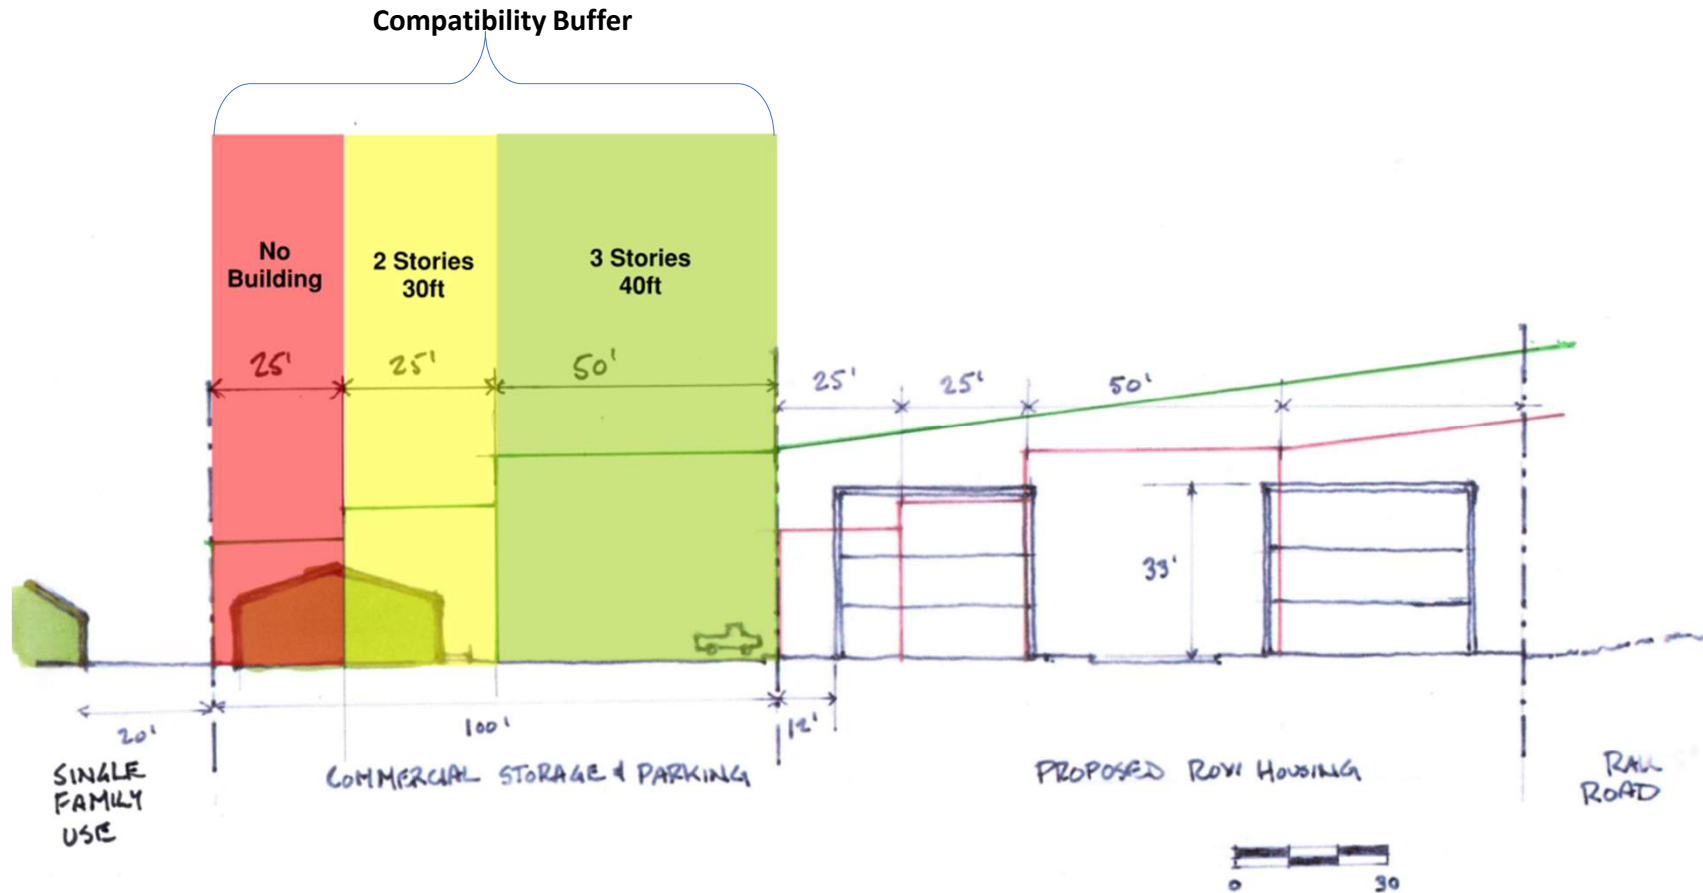 Compatibility Buffer
No
Building
2 Stories
30ft
3 Stories
40ft
25'
25'
50'
25'
25'
50'
33'
20'
100'
12'
SINGLE
FAMILY
USE
COMMERCIAL STORAGE & PARKING
PROPOSED ROW HOUSING
RAIL
ROAD
0 30